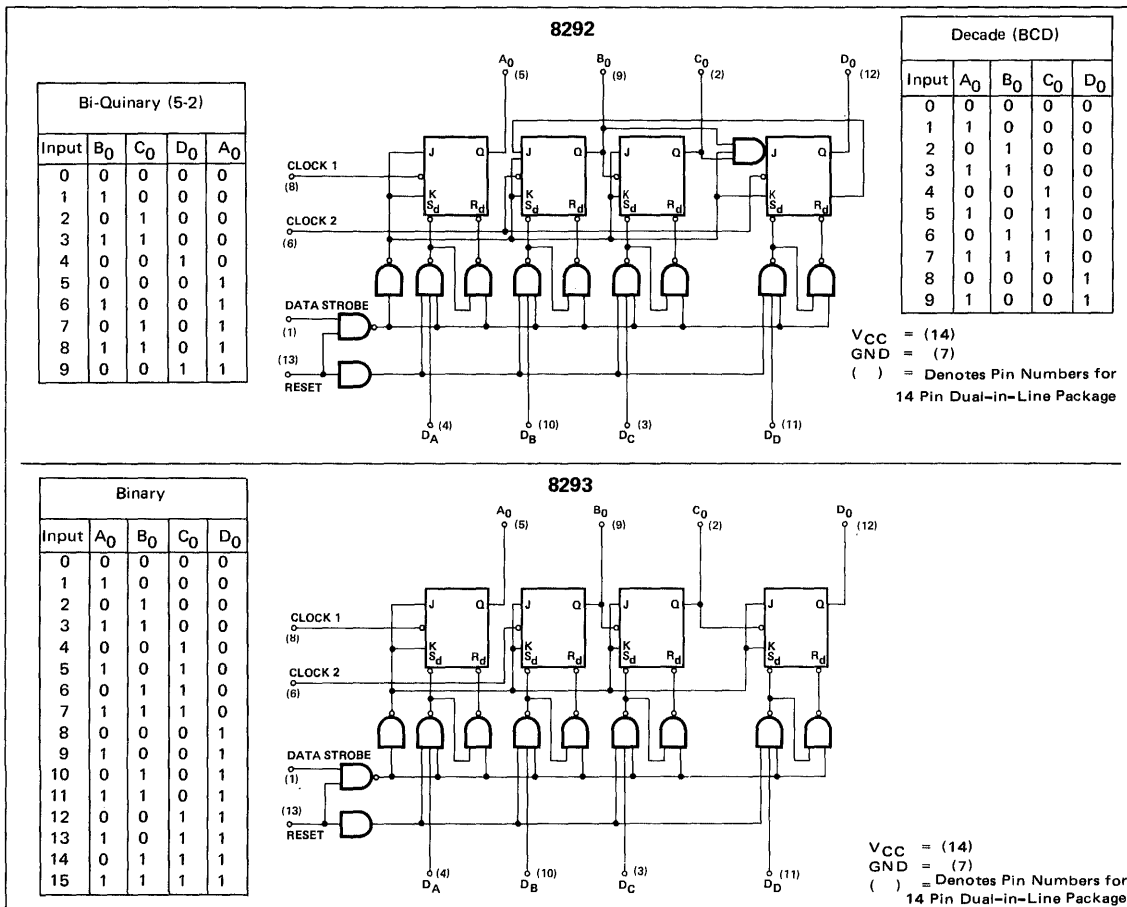 8292
Bi-Quinary (5-2)
Input B0 C0 D0 A0
0 0 0 0 0
1 1 0 0 0
2 0 1 0 0
3 1 1 0 0
4 0 0 1 0
5 0 0 0 1
6 1 0 0 1
7 0 1 0 1
8 1 1 0 1
9 0 0 1 1
A0 (5)
B0 (9)
C0 (2)
D0 (12)
CLOCK 1
(8)
CLOCK 2
(6)
J Q
K
Sd Rd
J Q
K
Sd Rd
J Q
K
Sd Rd
J Q
K
Sd Rd
DATA STROBE
(1)
(13)
RESET
DA (4)
DB (10)
DC (3)
DD (11)
Decade (BCD)
Input A0 B0 C0 D0
0 0 0 0 0
1 1 0 0 0
2 0 1 0 0
3 1 1 0 0
4 0 0 1 0
5 1 0 1 0
6 0 1 1 0
7 1 1 1 0
8 0 0 0 1
9 1 0 0 1
VCC = (14)
GND = (7)
( ) = Denotes Pin Numbers for
14 Pin Dual-in-Line Package
8293
Binary
Input A0 B0 C0 D0
0 0 0 0 0
1 1 0 0 0
2 0 1 0 0
3 1 1 0 0
4 0 0 1 0
5 1 0 1 0
6 0 1 1 0
7 1 1 1 0
8 0 0 0 1
9 1 0 0 1
10 0 1 0 1
11 1 1 0 1
12 0 0 1 1
13 1 0 1 1
14 0 1 1 1
15 1 1 1 1
A0 (5)
B0 (9)
C0 (2)
D0 (12)
CLOCK 1
(8)
CLOCK 2
(6)
J Q
K
Sd Rd
J Q
K
Sd Rd
J Q
K
Sd Rd
J Q
K
Sd Rd
DATA STROBE
(1)
(13)
RESET
DA (4)
DB (10)
DC (3)
DD (11)
VCC = (14)
GND = (7)
( ) = Denotes Pin Numbers for
14 Pin Dual-in-Line Package